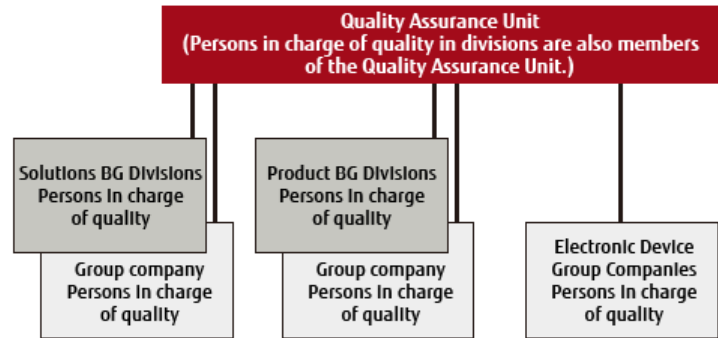 Quality Assurance Unit
(Persons in charge of quality in divisions are also members
of the Quality Assurance Unit.)
Solutions BG Divisions
Persons in charge
of quality
Group company
Persons in charge
of quality
Product BG Divisions
Persons in charge
of quality
Group company
Persons in charge
of quality
Electronic Device
Group Companies
Persons in charge
of quality